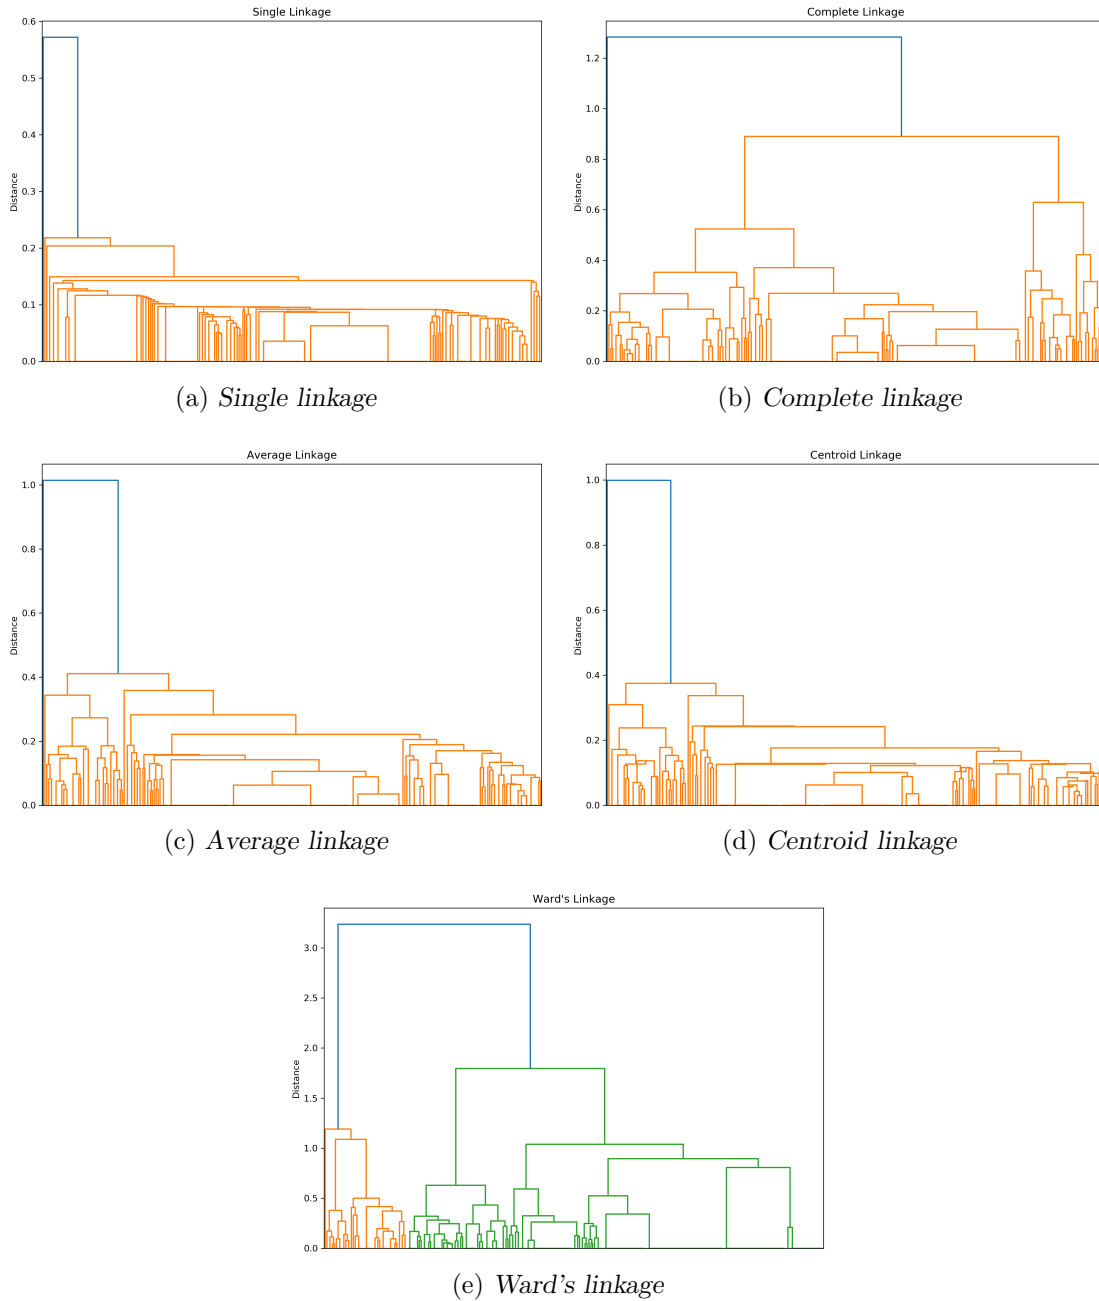 Single Linkage
0.6
0.5
0.4
0.3
0.2
0.1
0.0
Distance
(a) Single linkage
Complete Linkage
1.2
1.0
0.8
0.6
0.4
0.2
0.0
Distance
(b) Complete linkage
Average Linkage
1.0
0.8
0.6
0.4
0.2
0.0
Distance
(c) Average linkage
Centroid Linkage
1.0
0.8
0.6
0.4
0.2
0.0
Distance
(d) Centroid linkage
Ward's Linkage
3.0
2.5
2.0
1.5
1.0
0.5
0.0
Distance
(e) Ward's linkage